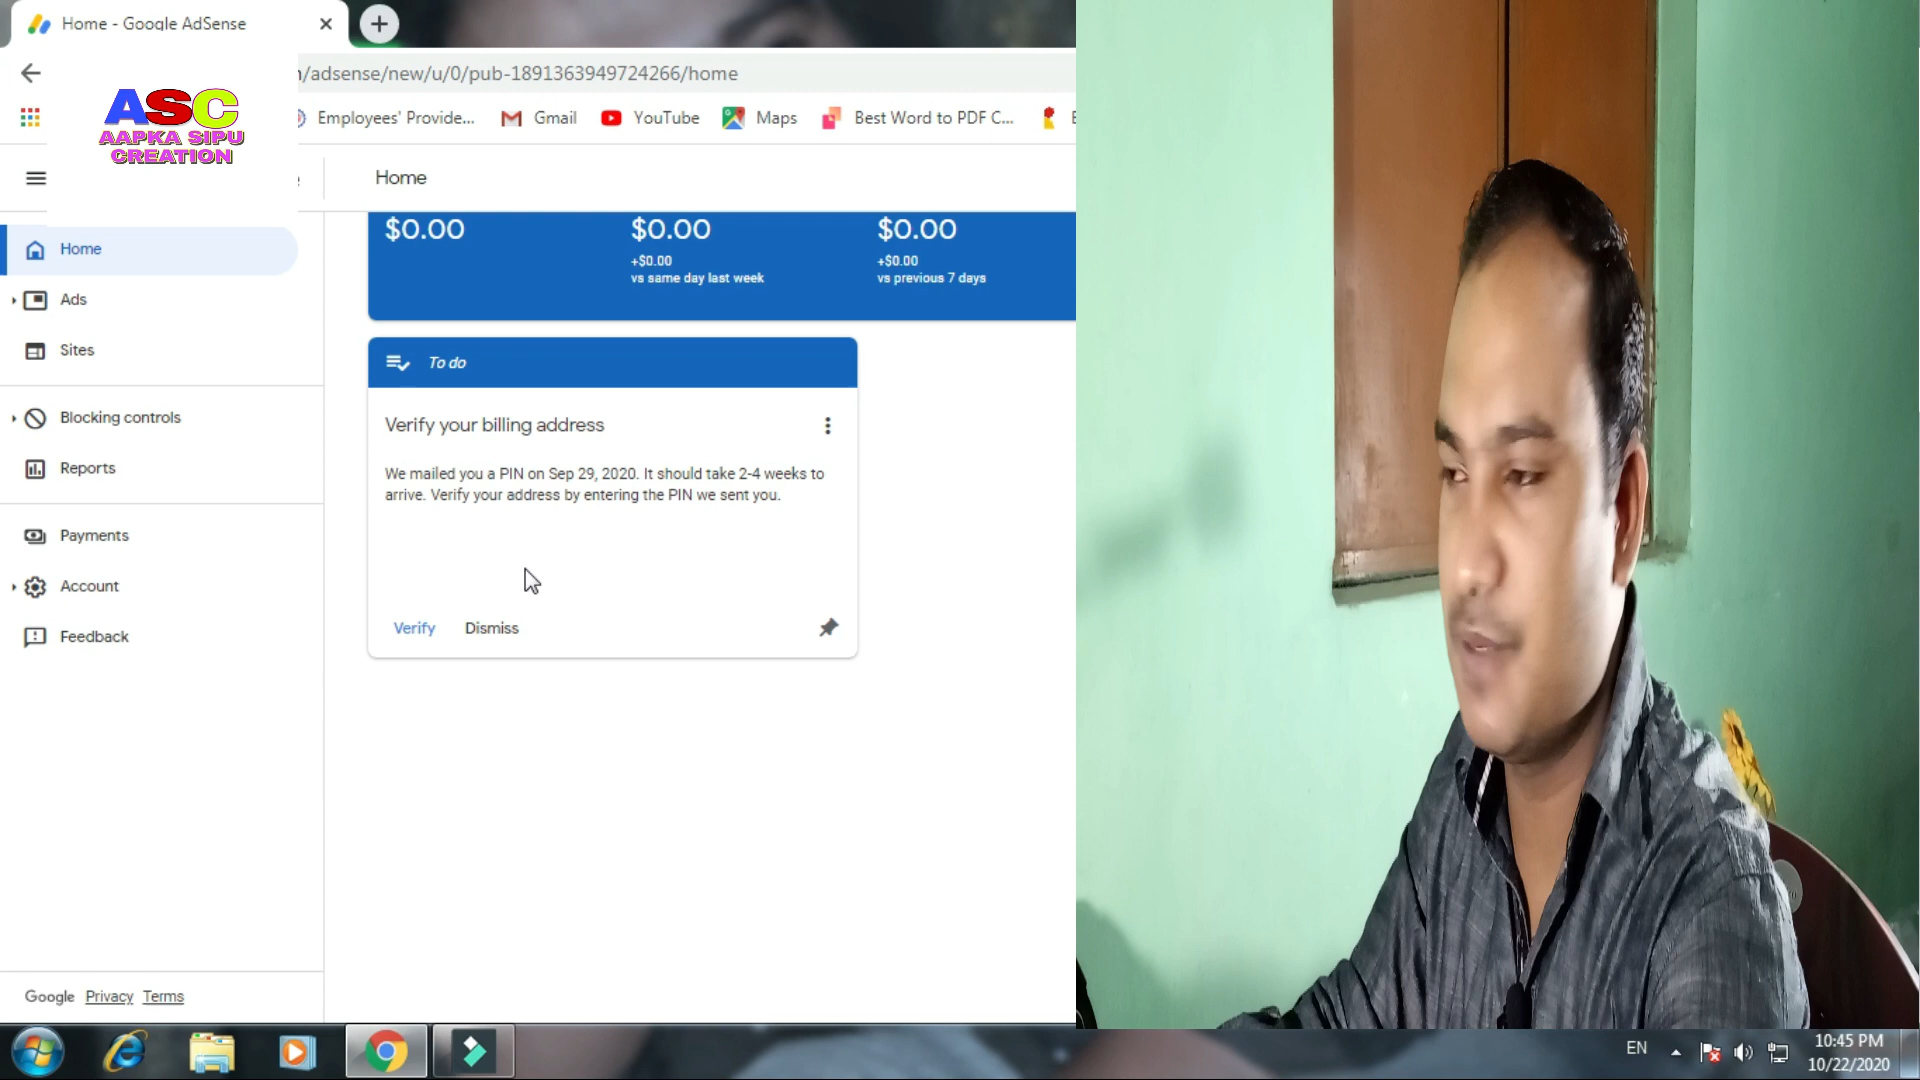 Home - Google AdSense
/adsense/new/u/0/pub-1891363949724266/home
ASC
AAPKA SIPU
CREATION
Employees' Provide...
Gmail
YouTube
Maps
Best Word to PDF C...
Home
$0.00
$0.00
$0.00
+$0.00
+$0.00
vs same day last week
vs previous 7 days
Home
Ads
Sites
Blocking controls
Reports
Payments
Account
Feedback
To do
Verify your billing address
We mailed you a PIN on Sep 29, 2020. It should take 2-4 weeks to
arrive. Verify your address by entering the PIN we sent you.
Verify
Dismiss
Google Privacy Terms
EN
10:45 PM
10/22/2020